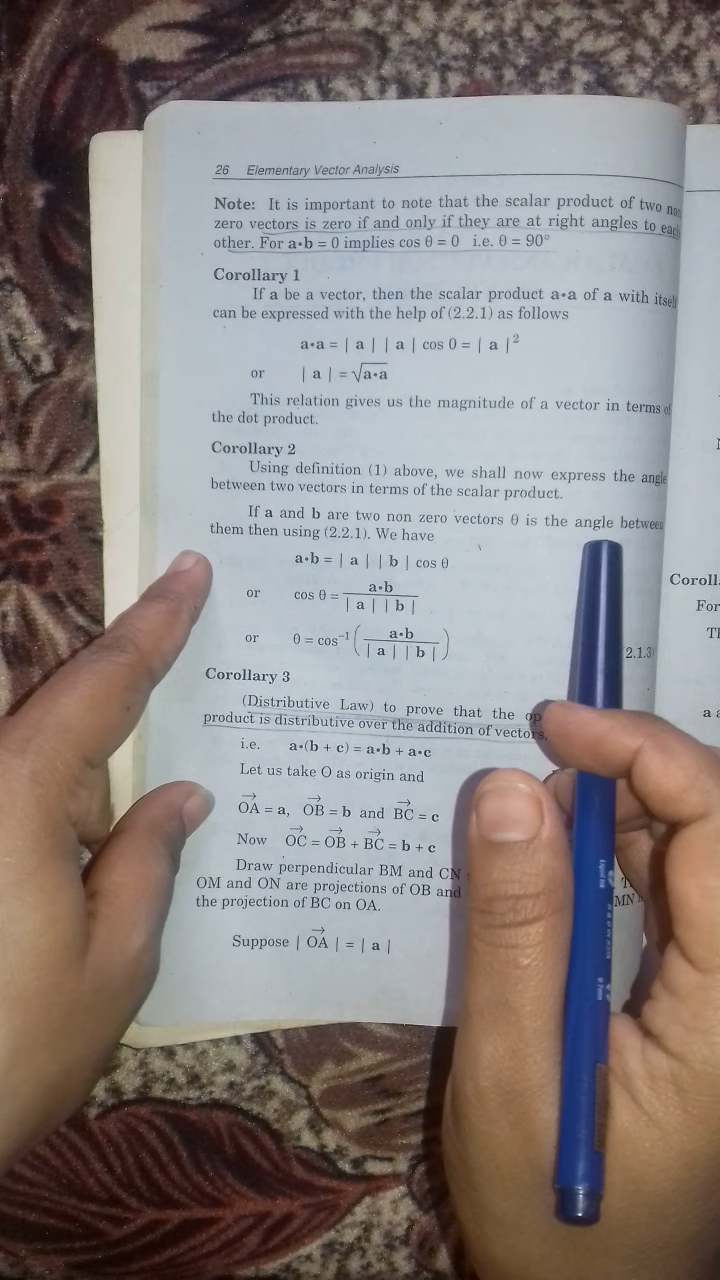 26 Elementary Vector Analysis
Note: It is important to note that the scalar product of two non
zero vectors is zero if and only if they are at right angles to each
other. For a•b = 0 implies cos θ = 0 i.e. θ = 90°
Corollary 1
If a be a vector, then the scalar product a•a of a with itself
can be expressed with the help of (2.2.1) as follows
a•a = | a | | a | cos 0 = | a |²
or | a | = √a•a
This relation gives us the magnitude of a vector in terms of
the dot product.
Corollary 2
Using definition (1) above, we shall now express the angle
between two vectors in terms of the scalar product.
If a and b are two non zero vectors θ is the angle between
them then using (2.2.1). We have
a•b = | a | | b | cos θ
or cos θ = a•b / | a | | b |
or θ = cos⁻¹ ( a•b / | a | | b | )
2.1.3
Corollary 3
(Distributive Law) to prove that the op
product is distributive over the addition of vectors.
i.e. a•(b + c) = a•b + a•c
Let us take O as origin and
→OA = a, →OB = b and →BC = c
Now →OC = →OB + →BC = b + c
Draw perpendicular BM and CN
OM and ON are projections of OB and
the projection of BC on OA.
Suppose | →OA | = | a |
Coroll
For
a a
MN